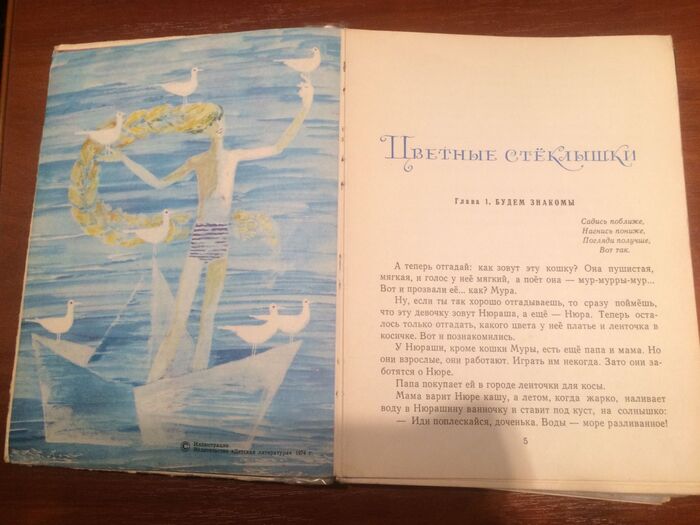 © Иллюстрации
Издательство «Детская литература» 1974 г.
Цветные стёклышки
Глава 1. БУДЕМ ЗНАКОМЫ
Садись поближе,
Нагнись пониже,
Погляди получше,
Вот так.
А теперь отгадай: как зовут эту кошку? Она пушистая,
мягкая, и голос у неё мягкий, а поёт она — мур-мурры-мур...
Вот и прозвали её... как? Мура.
Ну, если ты так хорошо отгадываешь, то сразу поймёшь,
что эту девочку зовут Нюраша, а ещё — Нюра. Теперь оста-
лось только отгадать, какого цвета у неё платье и ленточка в
косичке. Вот и познакомились.
У Нюраши, кроме кошки Муры, есть ещё папа и мама. Но
они взрослые, они работают. Играть им некогда. Зато они за-
ботятся о Нюре.
Папа покупает ей в городе ленточки для косы.
Мама варит Нюре кашу, а летом, когда жарко, наливает
воду в Нюрашину ванночку и ставит под куст, на солнышко:
— Иди поплескайся, доченька. Воды — море разливанное!
5